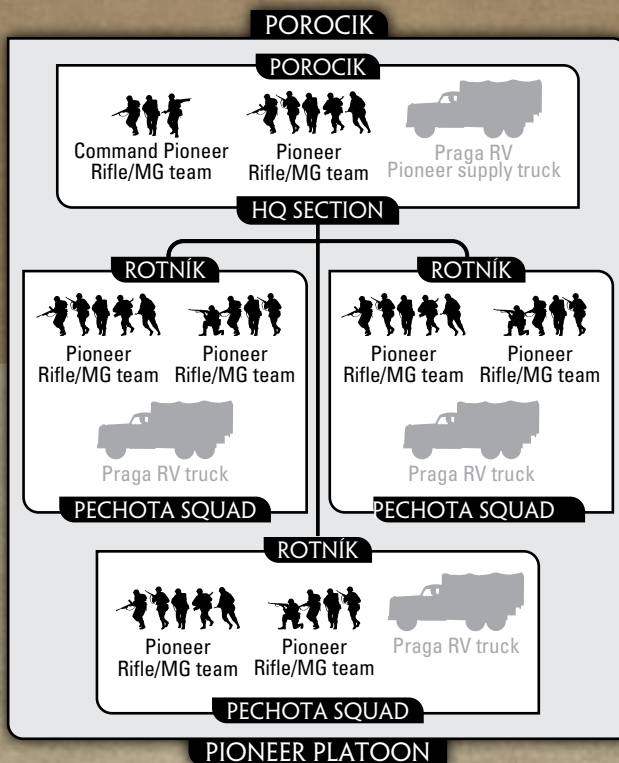 POROCIK
POROCIK
Command Pioneer
Rifle/MG team
Pioneer
Rifle/MG team
Praga RV
Pioneer supply truck
HQ SECTION
ROTNÍK
Pioneer
Rifle/MG team
Pioneer
Rifle/MG team
Praga RV truck
PECHOTA SQUAD
ROTNÍK
Pioneer
Rifle/MG team
Pioneer
Rifle/MG team
Praga RV truck
PECHOTA SQUAD
ROTNÍK
Pioneer
Rifle/MG team
Pioneer
Rifle/MG team
Praga RV truck
PECHOTA SQUAD
PIONEER PLATOON